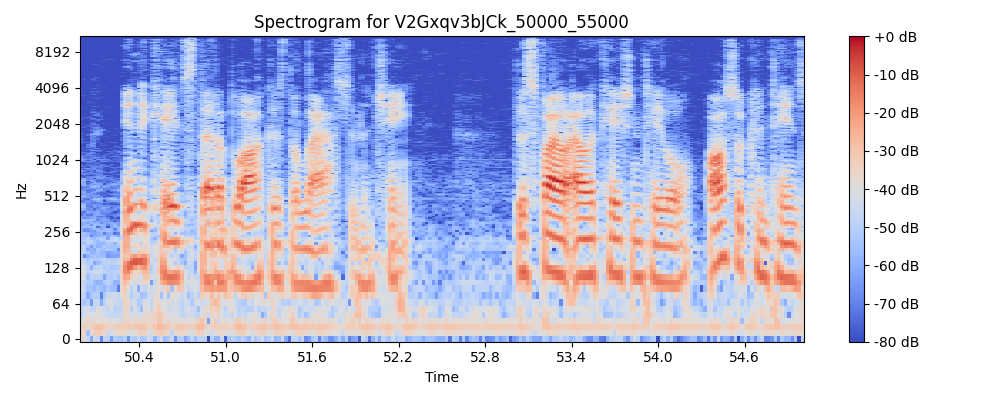 Spectrogram for V2Gxqv3bJCk_50000_55000
Hz
8192
4096
2048
1024
512
256
128
64
0
50.4 51.0 51.6 52.2 52.8 53.4 54.0 54.6
Time
+0 dB
-10 dB
-20 dB
-30 dB
-40 dB
-50 dB
-60 dB
-70 dB
-80 dB